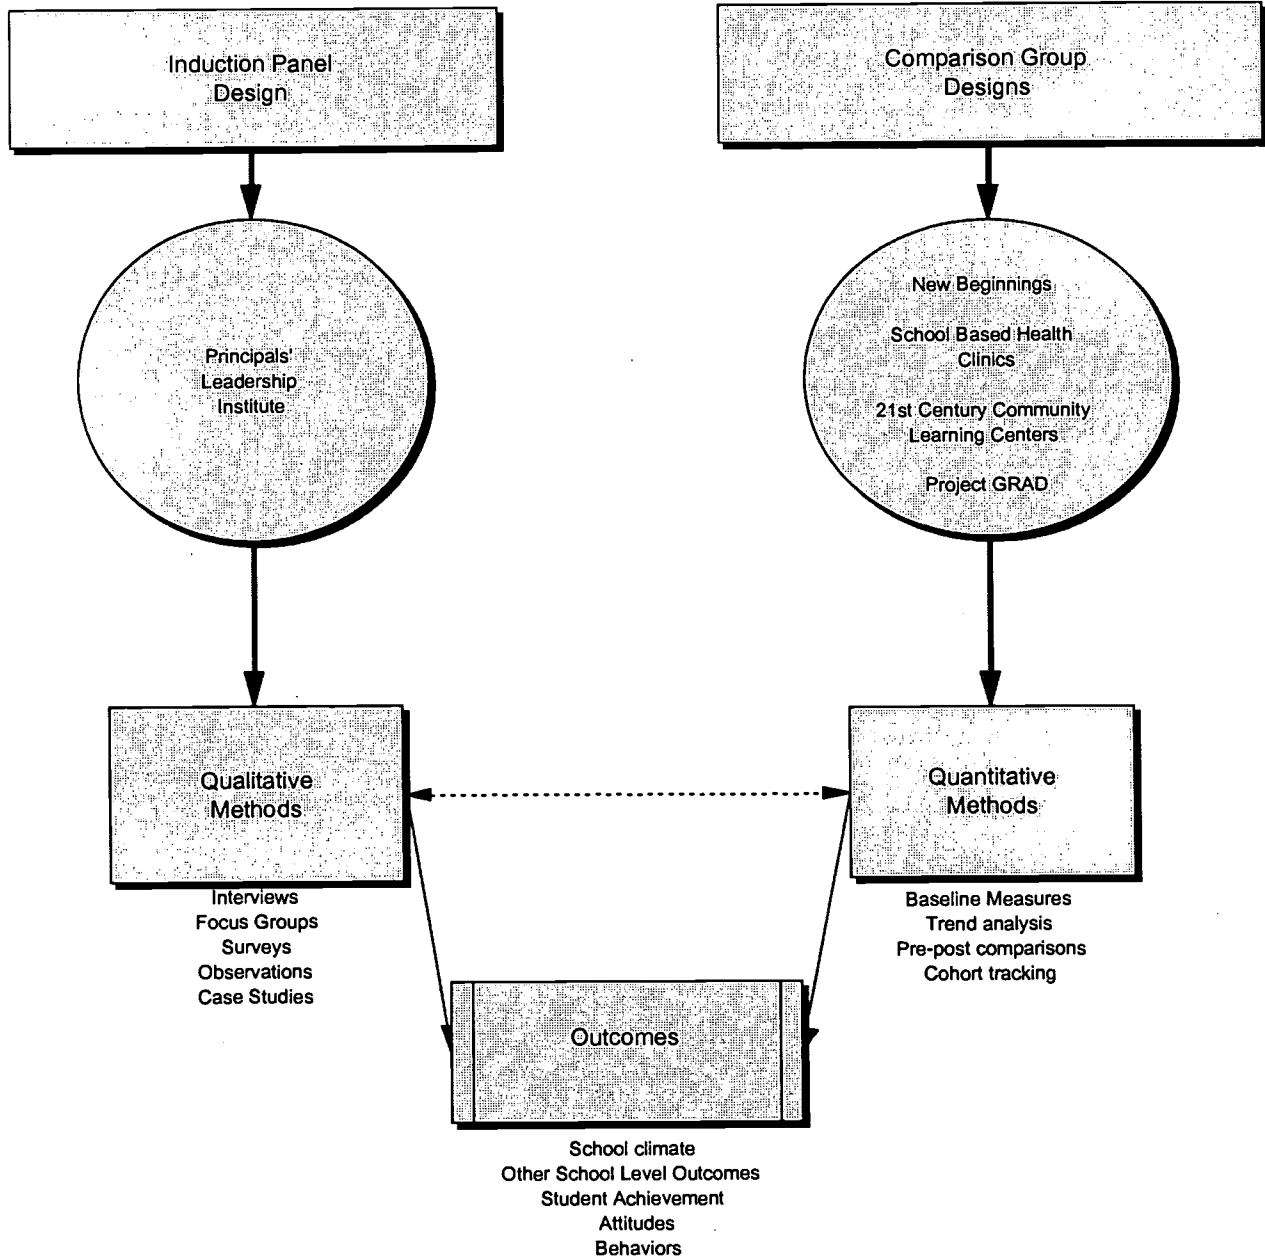 Induction Panel
Design
Comparison Group
Designs
Principals'
Leadership
Institute
New Beginnings
School Based Health
Clinics
21st Century Community
Learning Centers
Project GRAD
Qualitative
Methods
Quantitative
Methods
Interviews
Focus Groups
Surveys
Observations
Case Studies
Baseline Measures
Trend analysis
Pre-post comparisons
Cohort tracking
Outcomes
School climate
Other School Level Outcomes
Student Achievement
Attitudes
Behaviors